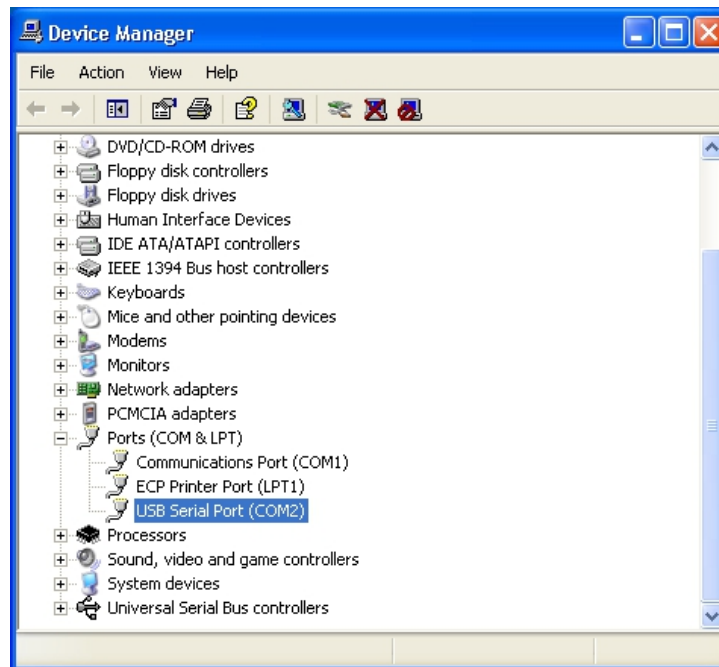 Device Manager
File Action View Help
DVD/CD-ROM drives
Floppy disk controllers
Floppy disk drives
Human Interface Devices
IDE ATA/ATAPI controllers
IEEE 1394 Bus host controllers
Keyboards
Mice and other pointing devices
Modems
Monitors
Network adapters
PCMCIA adapters
Ports (COM & LPT)
Communications Port (COM1)
ECP Printer Port (LPT1)
USB Serial Port (COM2)
Processors
Sound, video and game controllers
System devices
Universal Serial Bus controllers